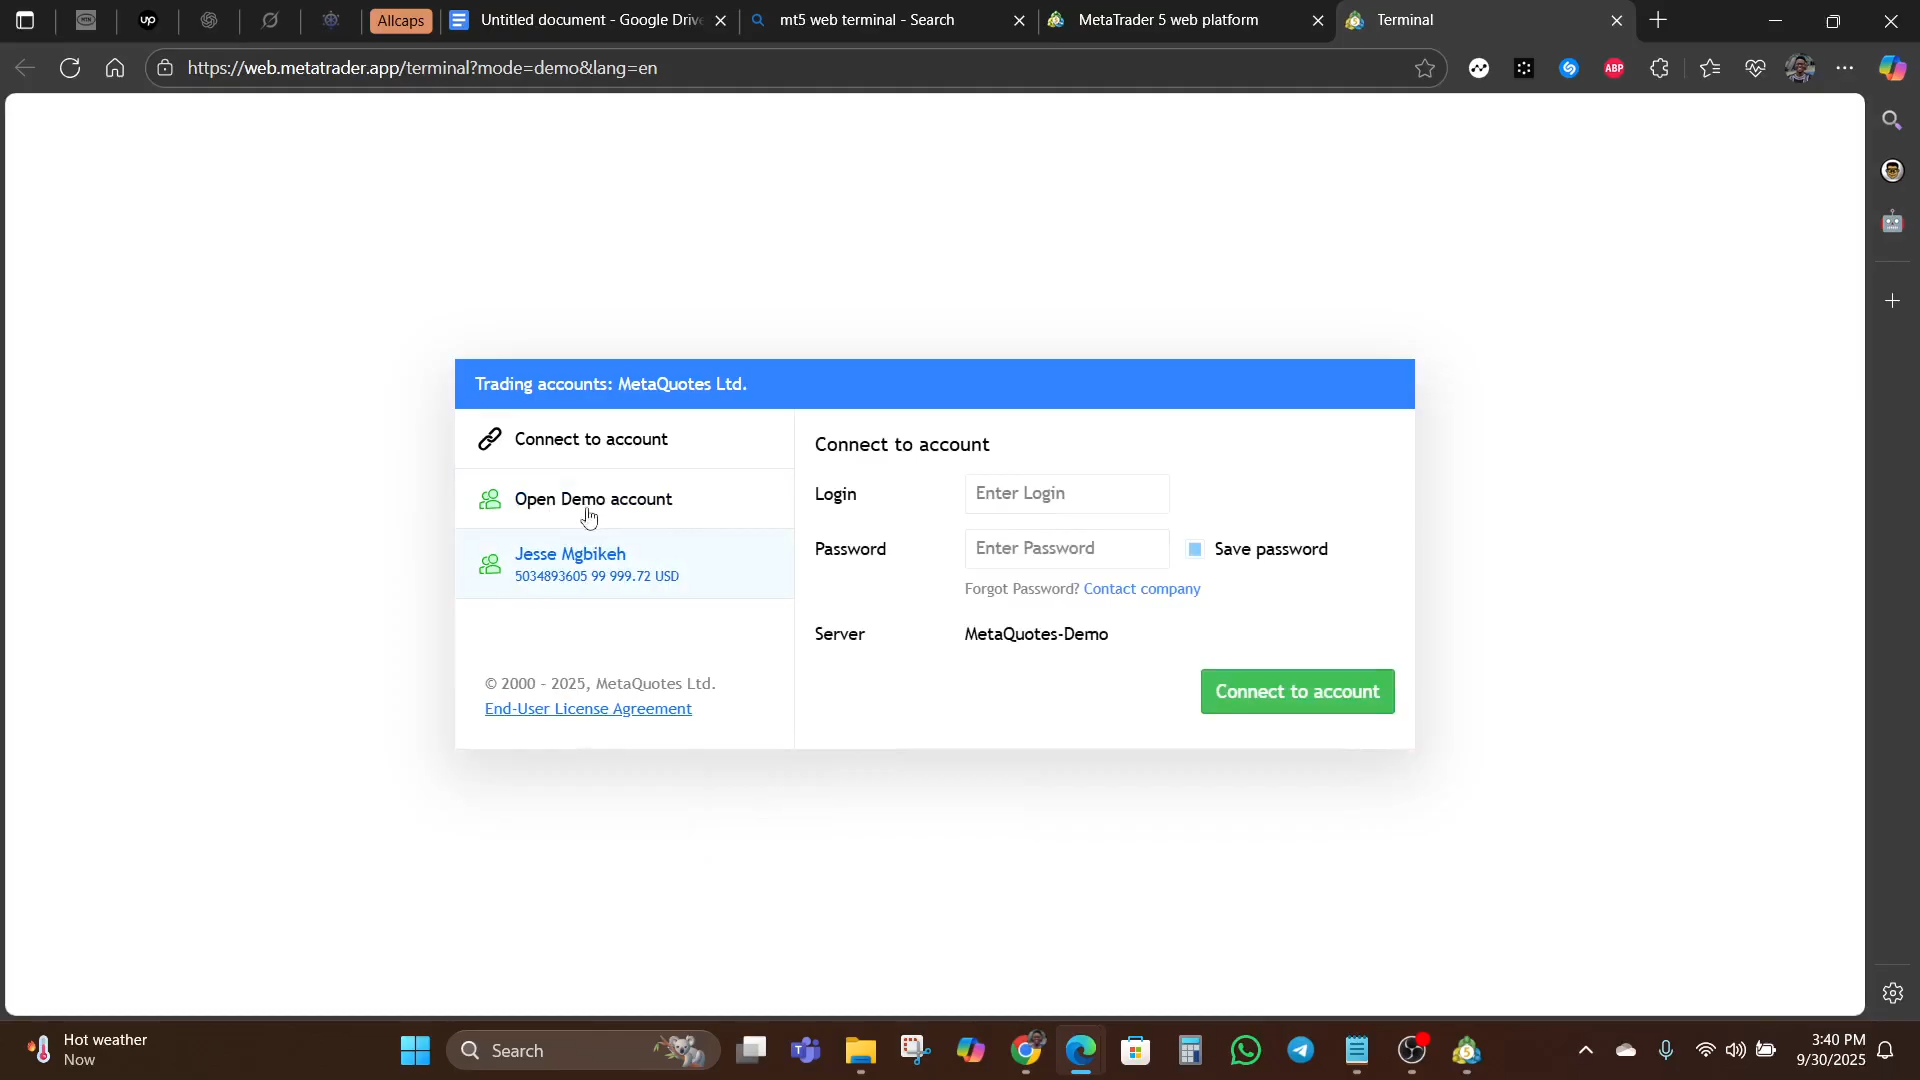 Allcaps
Untitled document - Google Drive
mt5 web terminal - Search
MetaTrader 5 web platform
Terminal
https://web.metatrader.app/terminal?mode=demo&lang=en
ABP
Trading accounts: MetaQuotes Ltd.
Connect to account
Open Demo account
Jesse Mgbikeh
5034893605 99 999.72 USD
© 2000 - 2025, MetaQuotes Ltd.
End-User License Agreement
Connect to account
Login
Enter Login
Password
Enter Password
Save password
Forgot Password? Contact company
Server
MetaQuotes-Demo
Connect to account
Hot weather
Now
Search
3:40 PM
9/30/2025